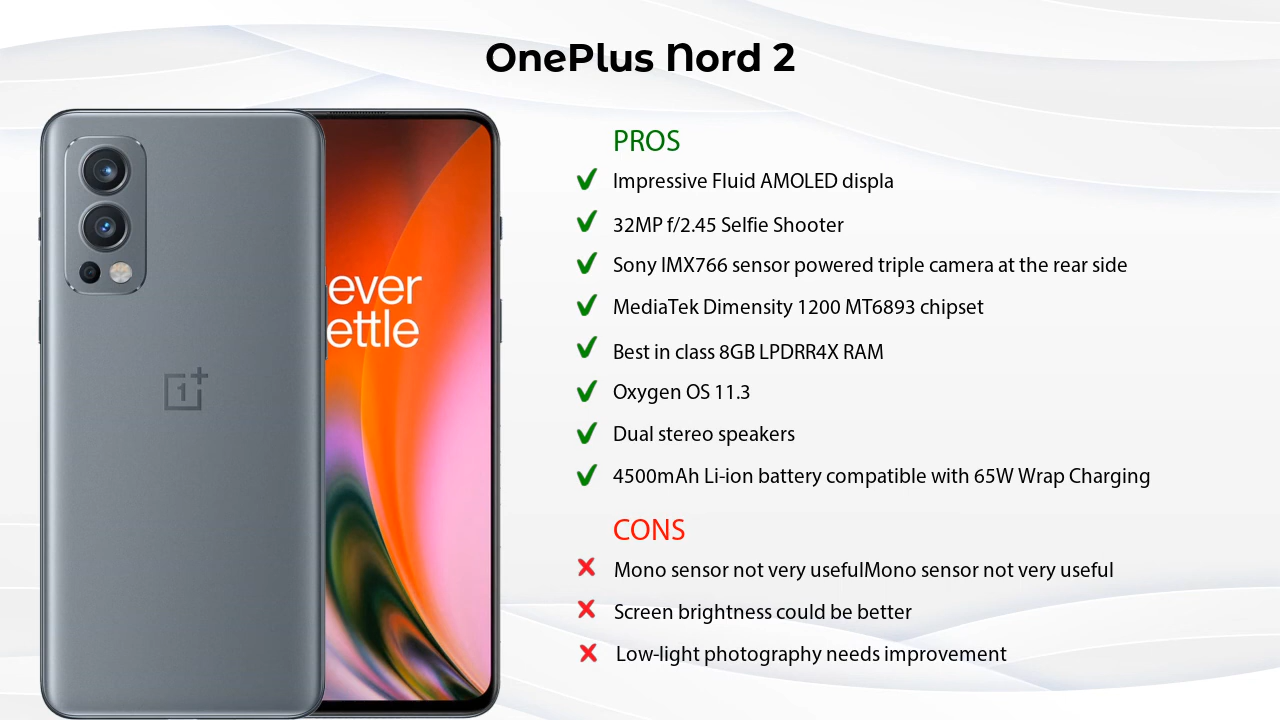 OnePlus Nord 2
ever
ettle
1+
PROS
Impressive Fluid AMOLED displa
32MP f/2.45 Selfie Shooter
Sony IMX766 sensor powered triple camera at the rear side
MediaTek Dimensity 1200 MT6893 chipset
Best in class 8GB LPDRR4X RAM
Oxygen OS 11.3
Dual stereo speakers
4500mAh Li-ion battery compatible with 65W Wrap Charging
CONS
Mono sensor not very usefulMono sensor not very useful
Screen brightness could be better
Low-light photography needs improvement